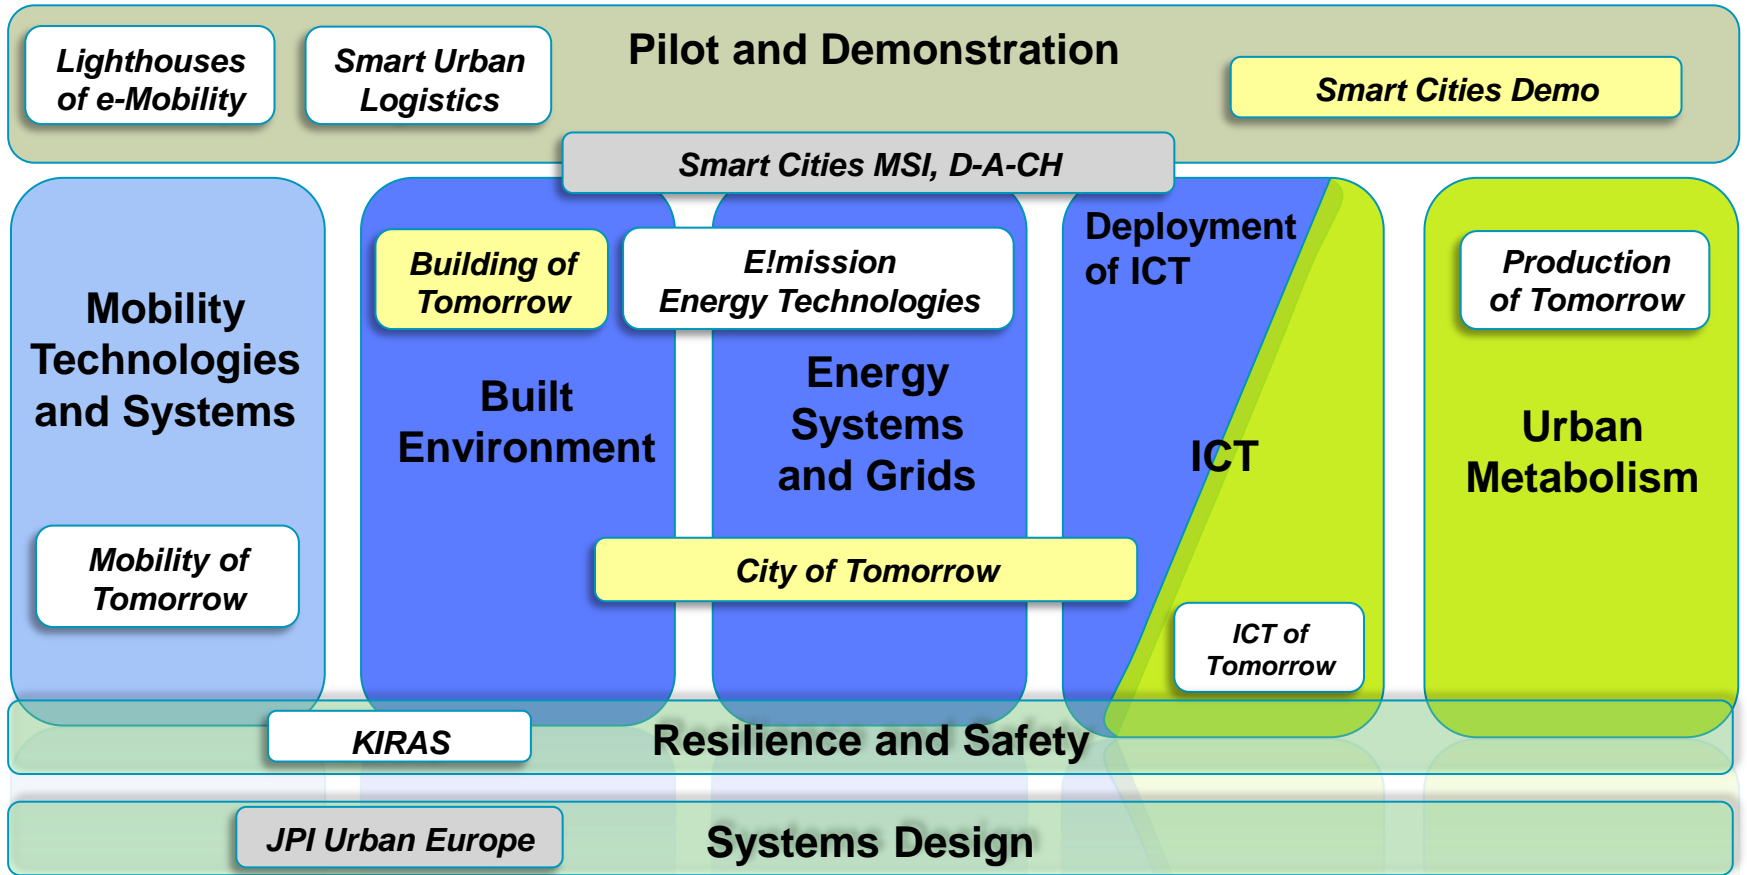 Pilot and Demonstration
Lighthouses
of e-Mobility
Smart Urban
Logistics
Smart Cities Demo
Smart Cities MSI, D-A-CH
Mobility
Technologies
and Systems
Mobility of
Tomorrow
Building of
Tomorrow
Built
Environment
E!mission
Energy Technologies
Energy
Systems
and Grids
City of Tomorrow
Deployment
of ICT
ICT
ICT of
Tomorrow
Production
of Tomorrow
Urban
Metabolism
KIRAS
Resilience and Safety
JPI Urban Europe
Systems Design